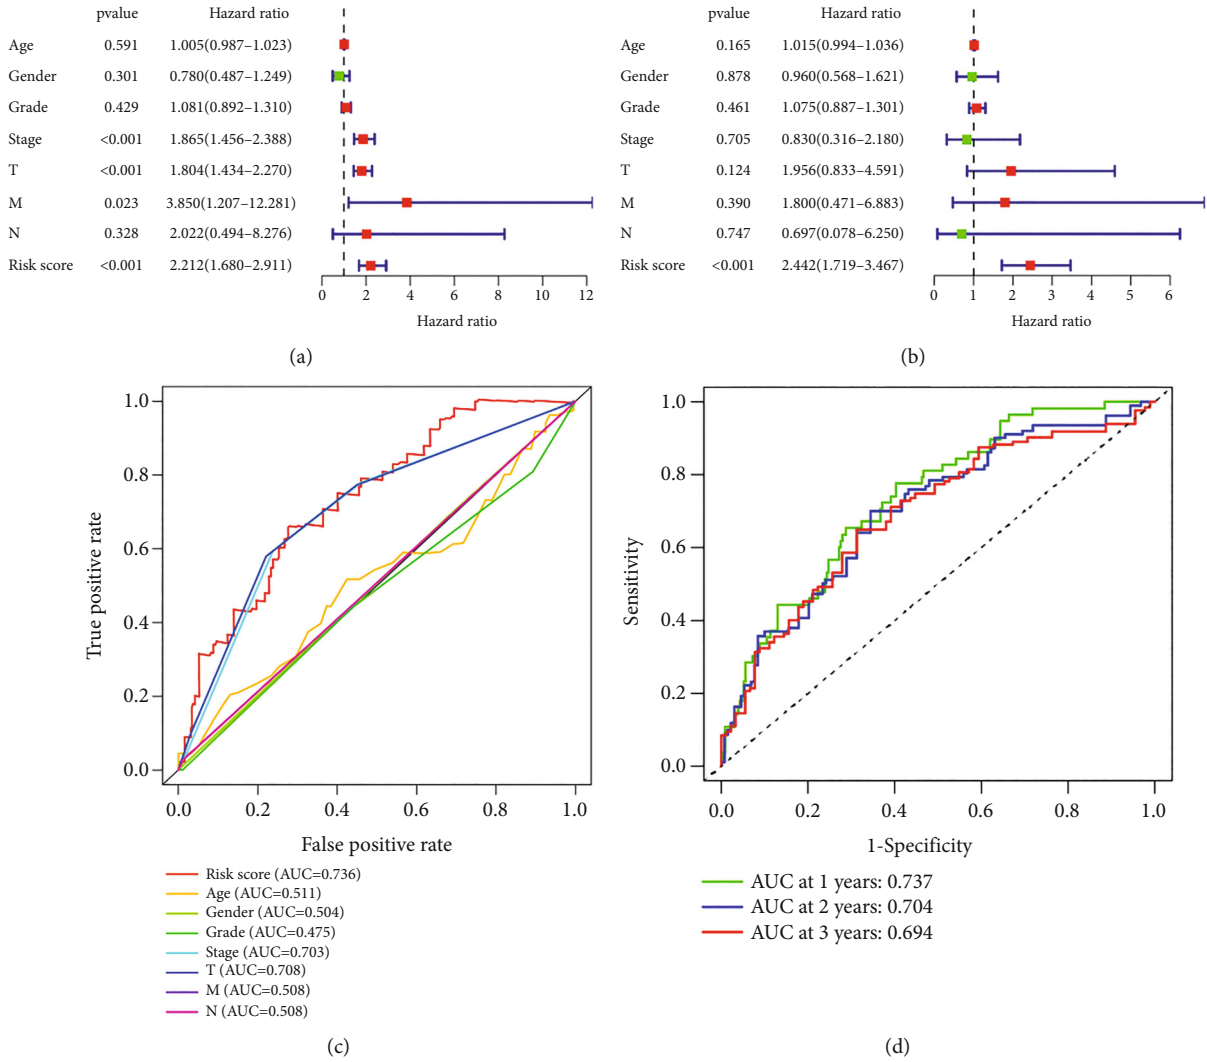 pvalue Hazard ratio
Age 0.591 1.005(0.987–1.023)
Gender 0.301 0.780(0.487–1.249)
Grade 0.429 1.081(0.892–1.310)
Stage <0.001 1.865(1.456–2.388)
T <0.001 1.804(1.434–2.270)
M 0.023 3.850(1.207–12.281)
N 0.328 2.022(0.494–8.276)
Risk score <0.001 2.212(1.680–2.911)
0 2 4 6 8 10 12
Hazard ratio
(a)
pvalue Hazard ratio
Age 0.165 1.015(0.994–1.036)
Gender 0.878 0.960(0.568–1.621)
Grade 0.461 1.075(0.887–1.301)
Stage 0.705 0.830(0.316–2.180)
T 0.124 1.956(0.833–4.591)
M 0.390 1.800(0.471–6.883)
N 0.747 0.697(0.078–6.250)
Risk score <0.001 2.442(1.719–3.467)
0 1 2 3 4 5 6
Hazard ratio
(b)
True positive rate
1.0
0.8
0.6
0.4
0.2
0.0
0.0 0.2 0.4 0.6 0.8 1.0
False positive rate
Risk score (AUC=0.736)
Age (AUC=0.511)
Gender (AUC=0.504)
Grade (AUC=0.475)
Stage (AUC=0.703)
T (AUC=0.708)
M (AUC=0.508)
N (AUC=0.508)
(c)
Sensitivity
1.0
0.8
0.6
0.4
0.2
0.0
0.0 0.2 0.4 0.6 0.8 1.0
1-Specificity
AUC at 1 years: 0.737
AUC at 2 years: 0.704
AUC at 3 years: 0.694
(d)